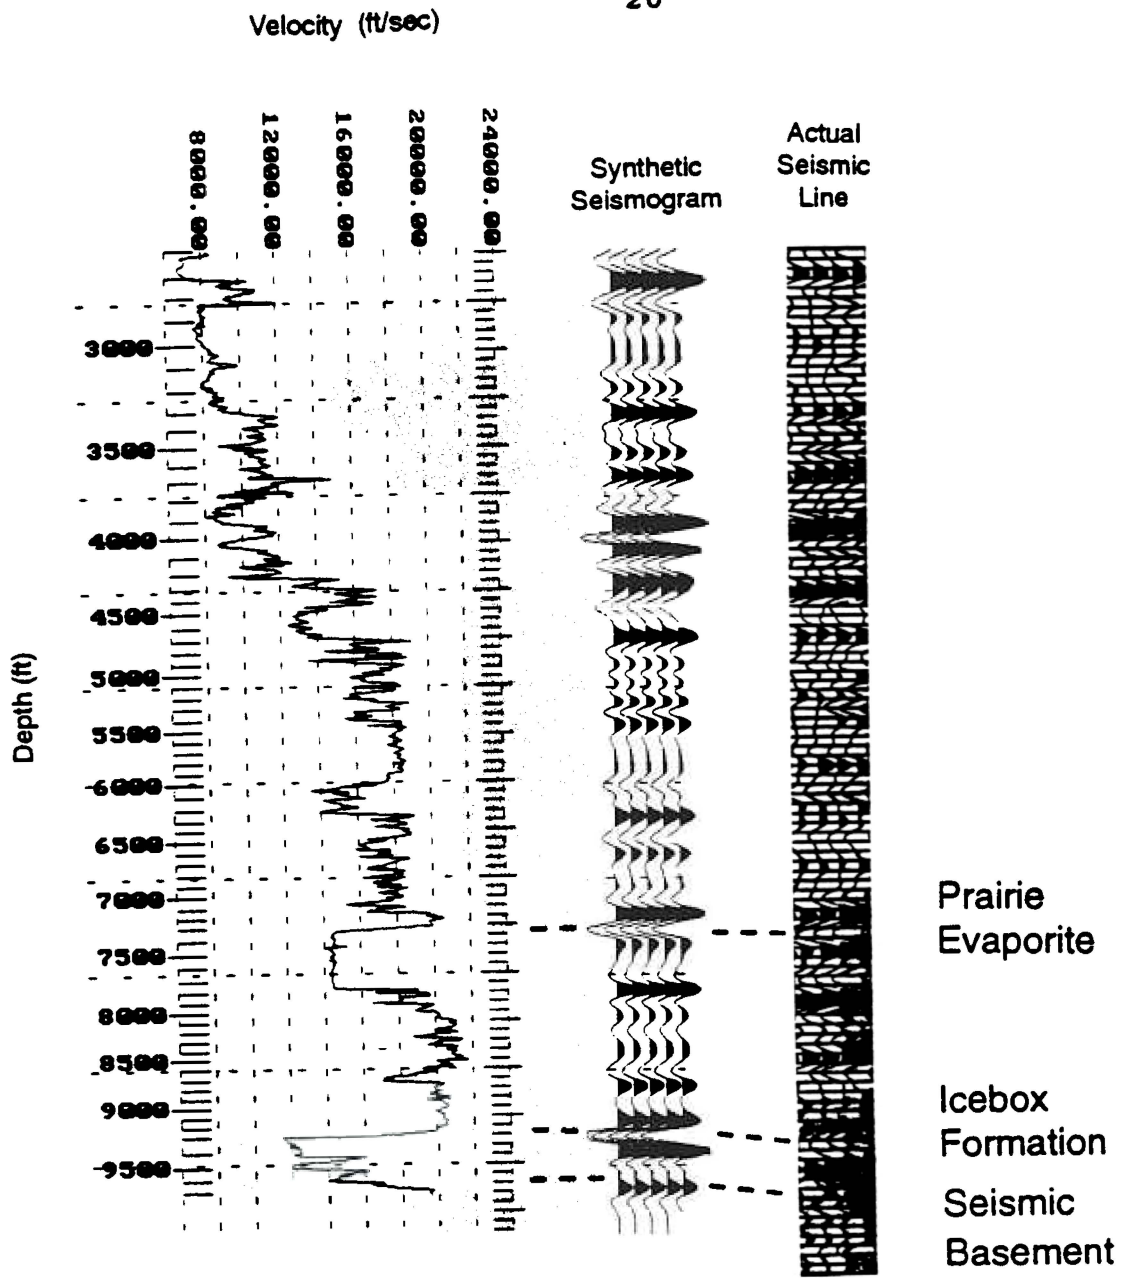 20
Velocity (ft/sec)
8000.00
12000.00
16000.00
20000.00
24000.00
Synthetic
Seismogram
Actual
Seismic
Line
Depth (ft)
3000
3500
4000
4500
5000
5500
6000
6500
7000
7500
8000
8500
9000
9500
Prairie
Evaporite
Icebox
Formation
Seismic
Basement